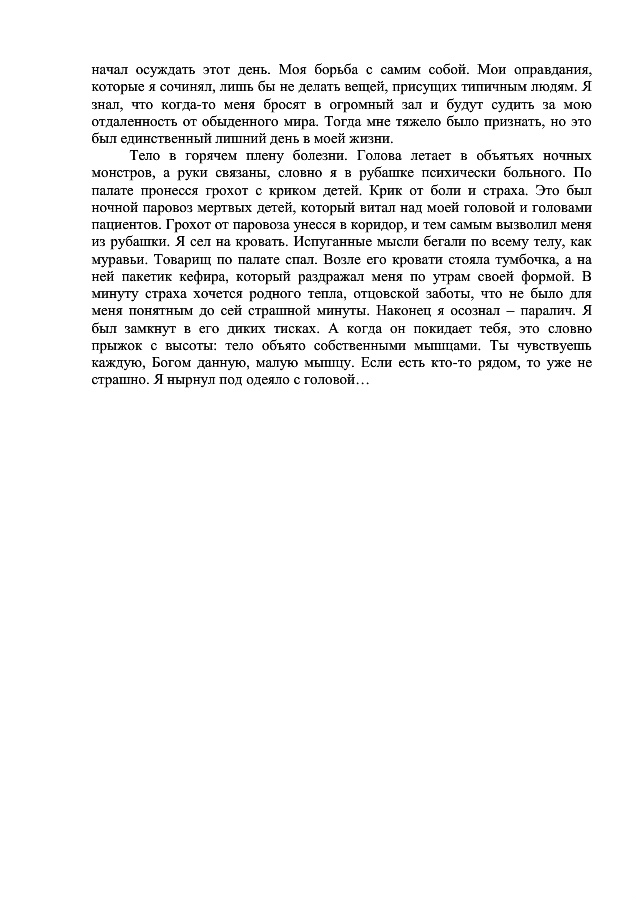 начал осуждать этот день. Моя борьба с самим собой. Мои оправдания,
которые я сочинял, лишь бы не делать вещей, присущих типичным людям. Я
знал, что когда-то меня бросят в огромный зал и будут судить за мою
отдаленность от обыденного мира. Тогда мне тяжело было признать, но это
был единственный лишний день в моей жизни.
Тело в горячем плену болезни. Голова летает в объятьях ночных
монстров, а руки связаны, словно я в рубашке психически больного. По
палате пронесся грохот с криком детей. Крик от боли и страха. Это был
ночной паровоз мертвых детей, который витал над моей головой и головами
пациентов. Грохот от паровоза унесся в коридор, и тем самым вызволил меня
из рубашки. Я сел на кровать. Испуганные мысли бегали по всему телу, как
муравьи. Товарищ по палате спал. Возле его кровати стояла тумбочка, а на
ней пакетик кефира, который раздражал меня по утрам своей формой. В
минуту страха хочется родного тепла, отцовской заботы, что не было для
меня понятным до сей страшной минуты. Наконец я осознал – паралич. Я
был замкнут в его диких тисках. А когда он покидает тебя, это словно
прыжок с высоты: тело объято собственными мышцами. Ты чувствуешь
каждую, Богом данную, малую мышцу. Если есть кто-то рядом, то уже не
страшно. Я нырнул под одеяло с головой…